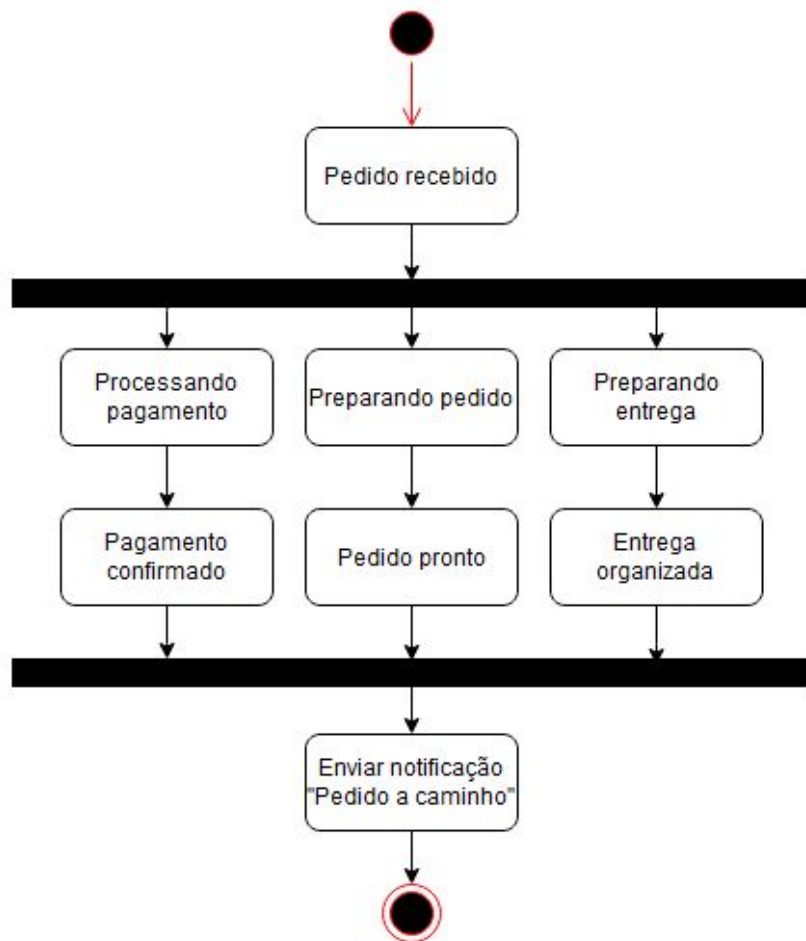 Pedido recebido
Processando
pagamento
Preparando pedido
Preparando
entrega
Pagamento
confirmado
Pedido pronto
Entrega
organizada
Enviar notificação
"Pedido a caminho"